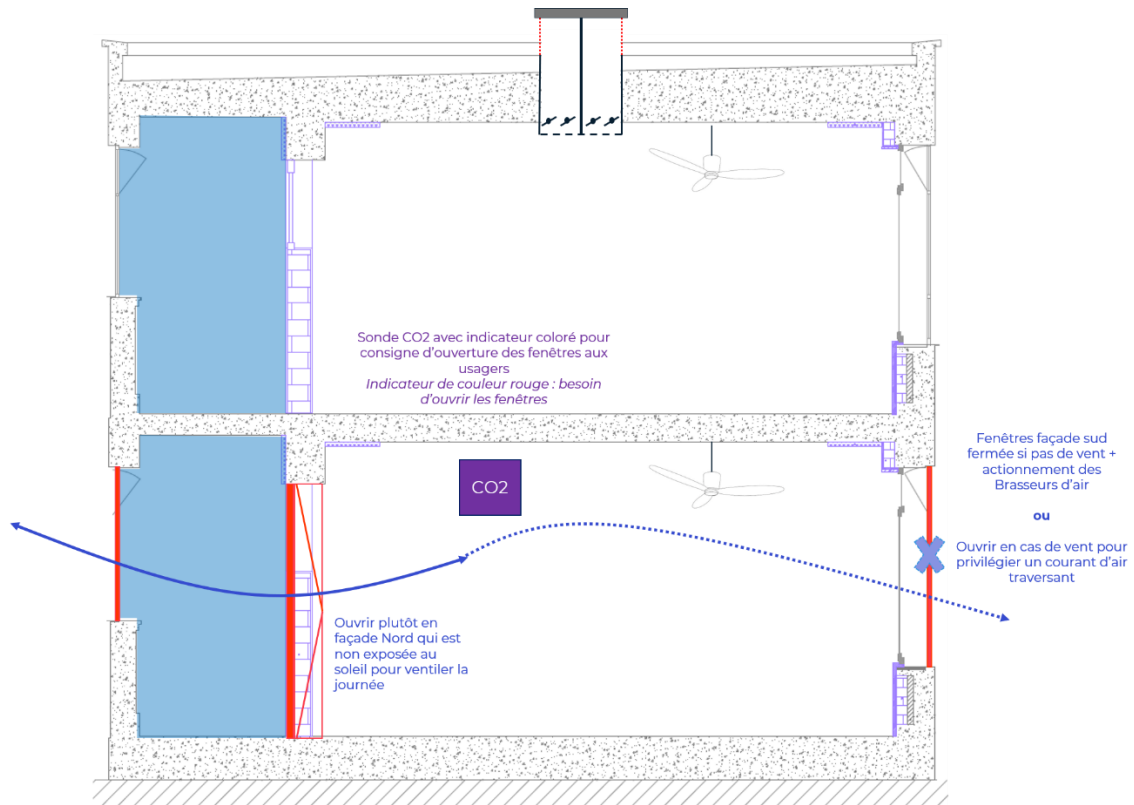 Sonde CO2 avec indicateur coloré pour
consigne d'ouverture des fenêtres aux
usagers
Indicateur de couleur rouge : besoin
d'ouvrir les fenêtres
CO2
Fenêtres façade sud
fermée si pas de vent +
actionnement des
Brasseurs d'air
ou
Ouvrir en cas de vent pour
privilégier un courant d'air
traversant
Ouvrir plutôt en
façade Nord qui est
non exposée au
soleil pour ventiler la
journée